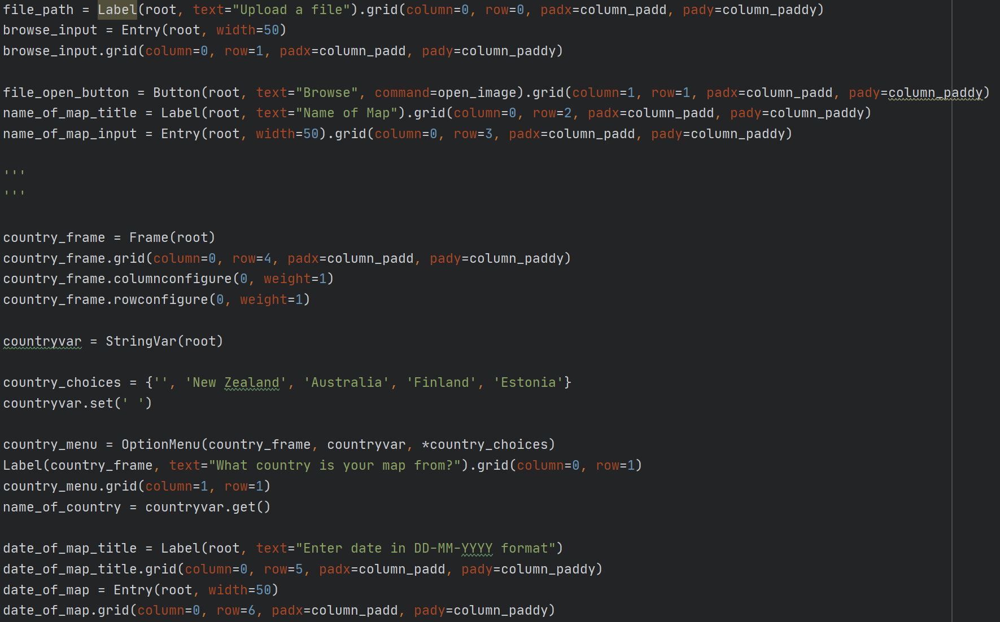 file_path = Label(root, text="Upload a file").grid(column=0, row=0, padx=column_padd, pady=column_paddy)
browse_input = Entry(root, width=50)
browse_input.grid(column=0, row=1, padx=column_padd, pady=column_paddy)
file_open_button = Button(root, text="Browse", command=open_image).grid(column=1, row=1, padx=column_padd, pady=column_paddy)
name_of_map_title = Label(root, text="Name of Map").grid(column=0, row=2, padx=column_padd, pady=column_paddy)
name_of_map_input = Entry(root, width=50).grid(column=0, row=3, padx=column_padd, pady=column_paddy)
'''
'''
country_frame = Frame(root)
country_frame.grid(column=0, row=4, padx=column_padd, pady=column_paddy)
country_frame.columnconfigure(0, weight=1)
country_frame.rowconfigure(0, weight=1)
countryvar = StringVar(root)
country_choices = {'', 'New Zealand', 'Australia', 'Finland', 'Estonia'}
countryvar.set(' ')
country_menu = OptionMenu(country_frame, countryvar, *country_choices)
Label(country_frame, text="What country is your map from?").grid(column=0, row=1)
country_menu.grid(column=1, row=1)
name_of_country = countryvar.get()
date_of_map_title = Label(root, text="Enter date in DD-MM-YYYY format")
date_of_map_title.grid(column=0, row=5, padx=column_padd, pady=column_paddy)
date_of_map = Entry(root, width=50)
date_of_map.grid(column=0, row=6, padx=column_padd, pady=column_paddy)